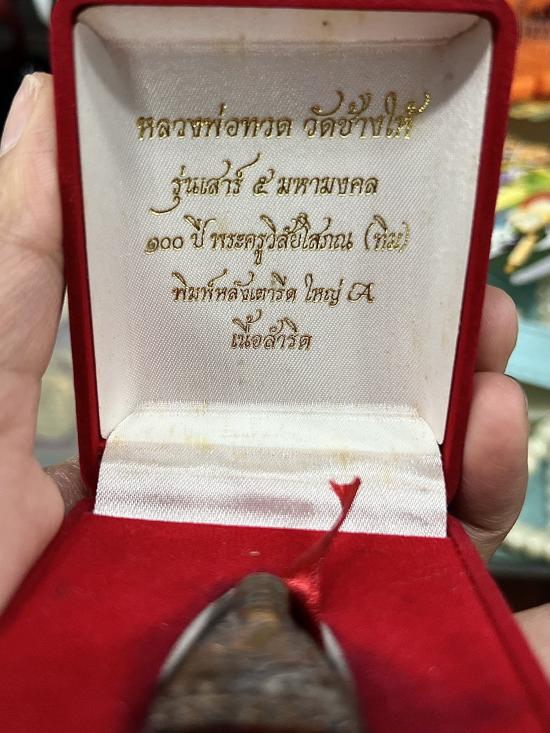 หลวงพ่อทวด วัดช้างให้
รุ่นเสาร์ ๕ มหามงคล
๑๐๐ ปี พระครูวิสัยโสภณ (ทิม)
พิมพ์หลังเตารีด ใหญ่ A
เนื้อสำริด